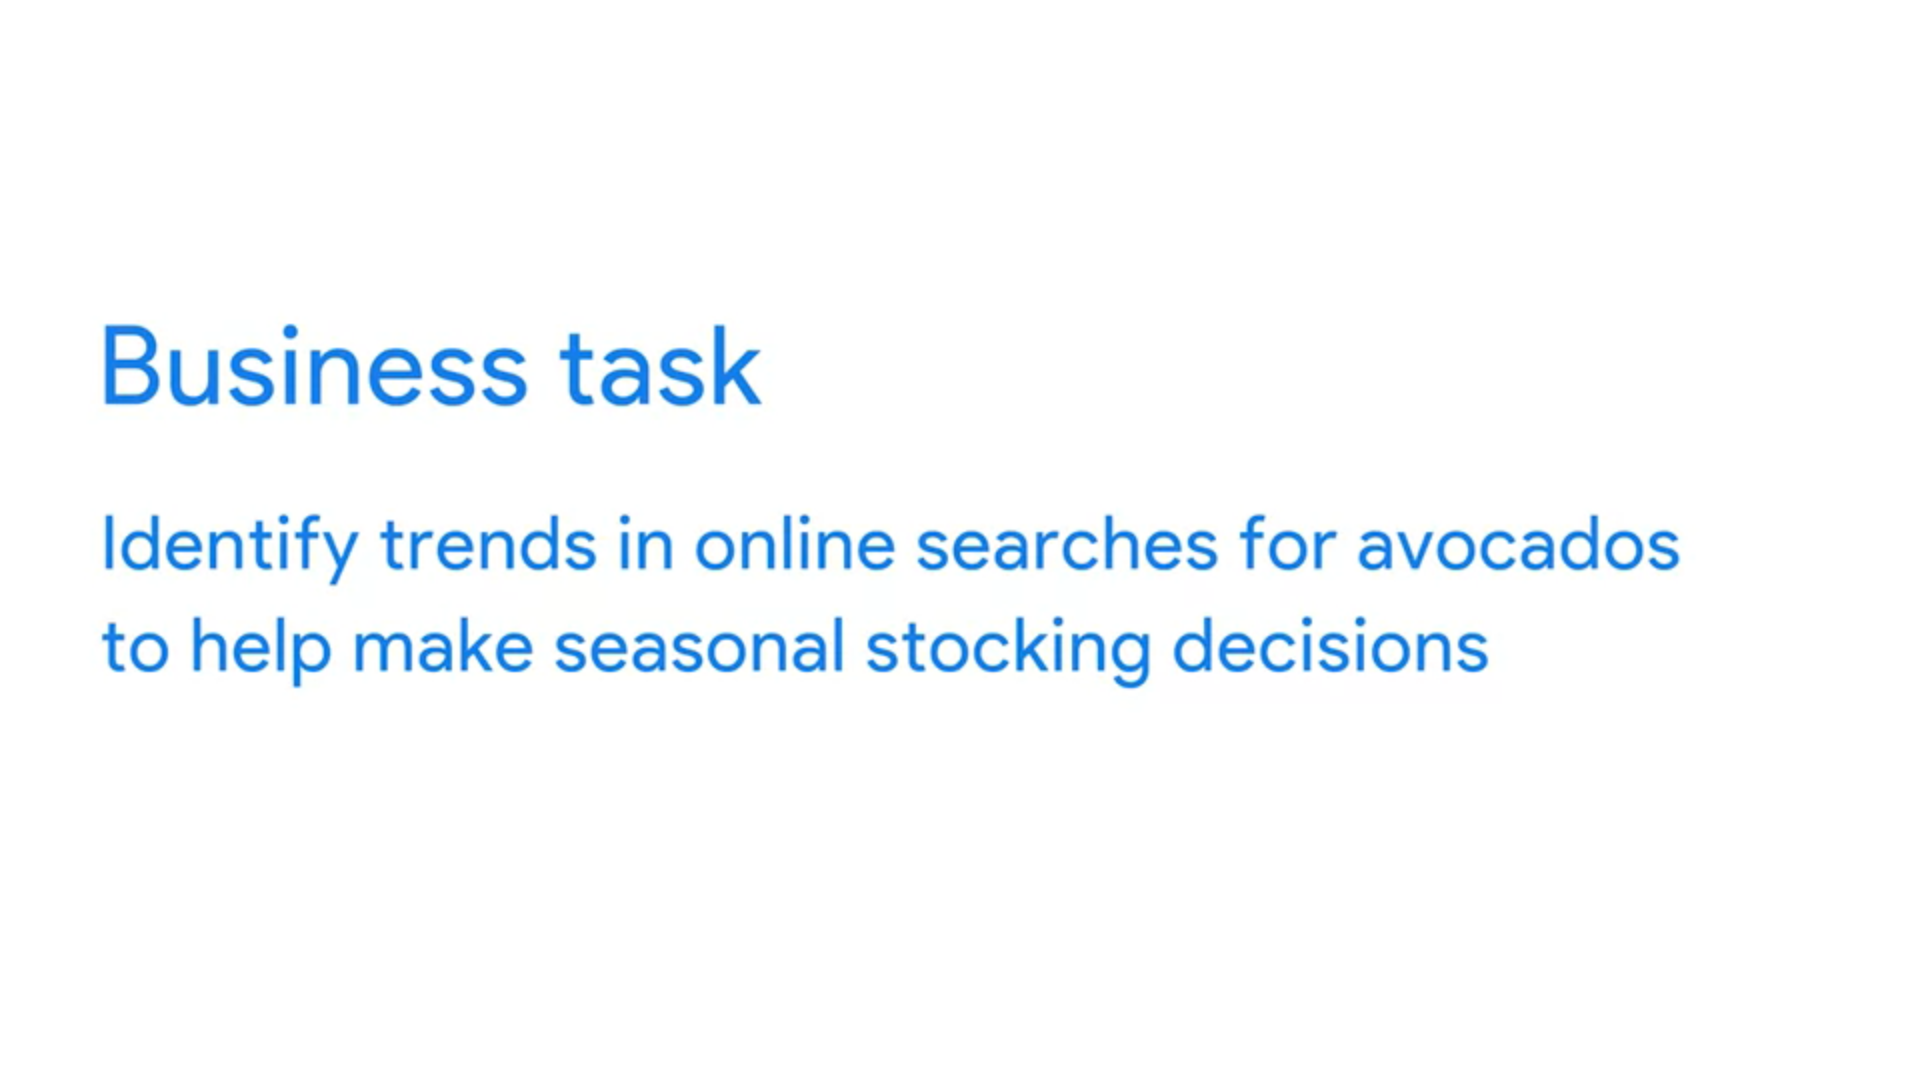 Business task
Identify trends in online searches for avocados
to help make seasonal stocking decisions